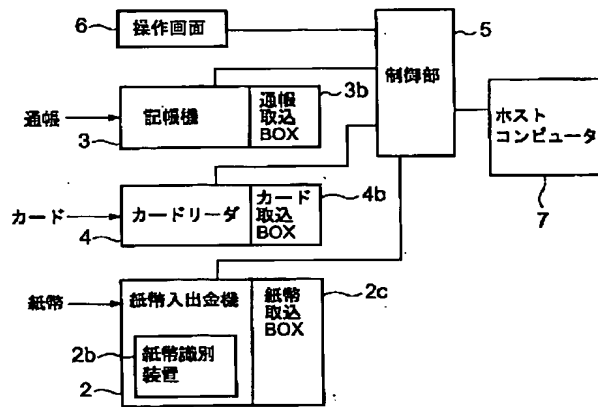 6
操作画面
5
制御部
通帳
記帳機
3
通帳
取込
BOX
3b
ホスト
コンピュータ
7
カード
カードリーダ
4
カード
取込
BOX
4b
紙幣
紙幣入出金機
2b
紙幣識別
装置
2
紙幣
取込
BOX
2c